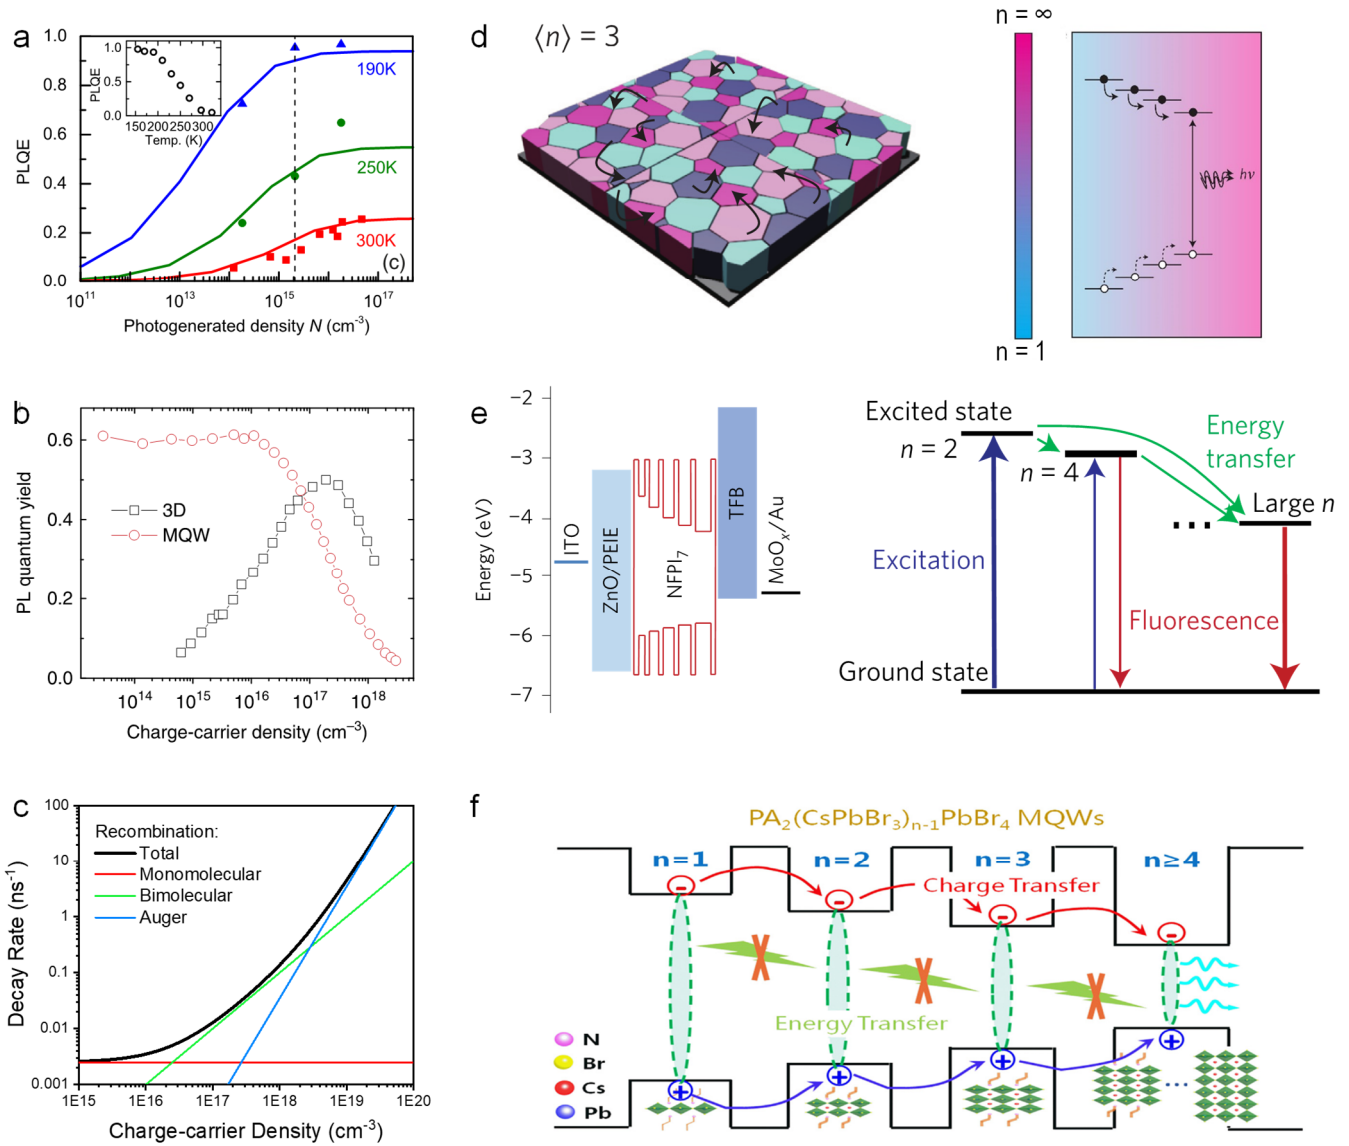 a
1.0
0.8
0.6
0.4
0.2
0.0
PLQE
1.0
0.5
0.0
PLQE
150 200 250 300
Temp. (K)
190K
250K
300K
(c)
10¹¹ 10¹³ 10¹⁵ 10¹⁷
Photogenerated density N (cm⁻³)
b
0.6
0.4
0.2
0.0
PL quantum yield
3D
MQW
10¹⁴ 10¹⁵ 10¹⁶ 10¹⁷ 10¹⁸
Charge-carrier density (cm⁻³)
c
100
10
1
0.1
0.01
0.001
Decay Rate (ns⁻¹)
Recombination:
Total
Monomolecular
Bimolecular
Auger
1E15 1E16 1E17 1E18 1E19 1E20
Charge-carrier Density (cm⁻³)
d
⟨n⟩ = 3
n = ∞
n = 1
hν
e
−2
−3
−4
−5
−6
−7
Energy (eV)
ITO
ZnO/PEIE
NFPI₇
TFB
MoOₓ/Au
Excited state
n = 2
n = 4
Energy
transfer
Large n
...
Excitation
Fluorescence
Ground state
f
PA₂(CsPbBr₃)ₙ₋₁PbBr₄ MQWs
n=1 n=2 n=3 n≥4
Charge Transfer
Energy Transfer
- - - -
+ + + +
N
Br
Cs
Pb
...